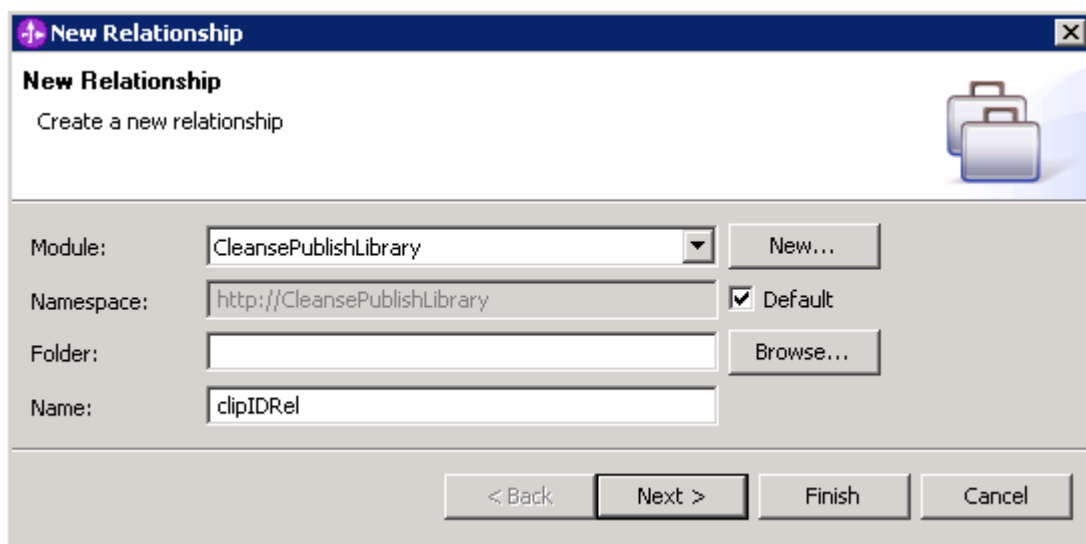 New Relationship
New Relationship
Create a new relationship
Module: CleansePublishLibrary New...
Namespace: http://CleansePublishLibrary Default
Folder: Browse...
Name: clipIDRel
< Back Next > Finish Cancel